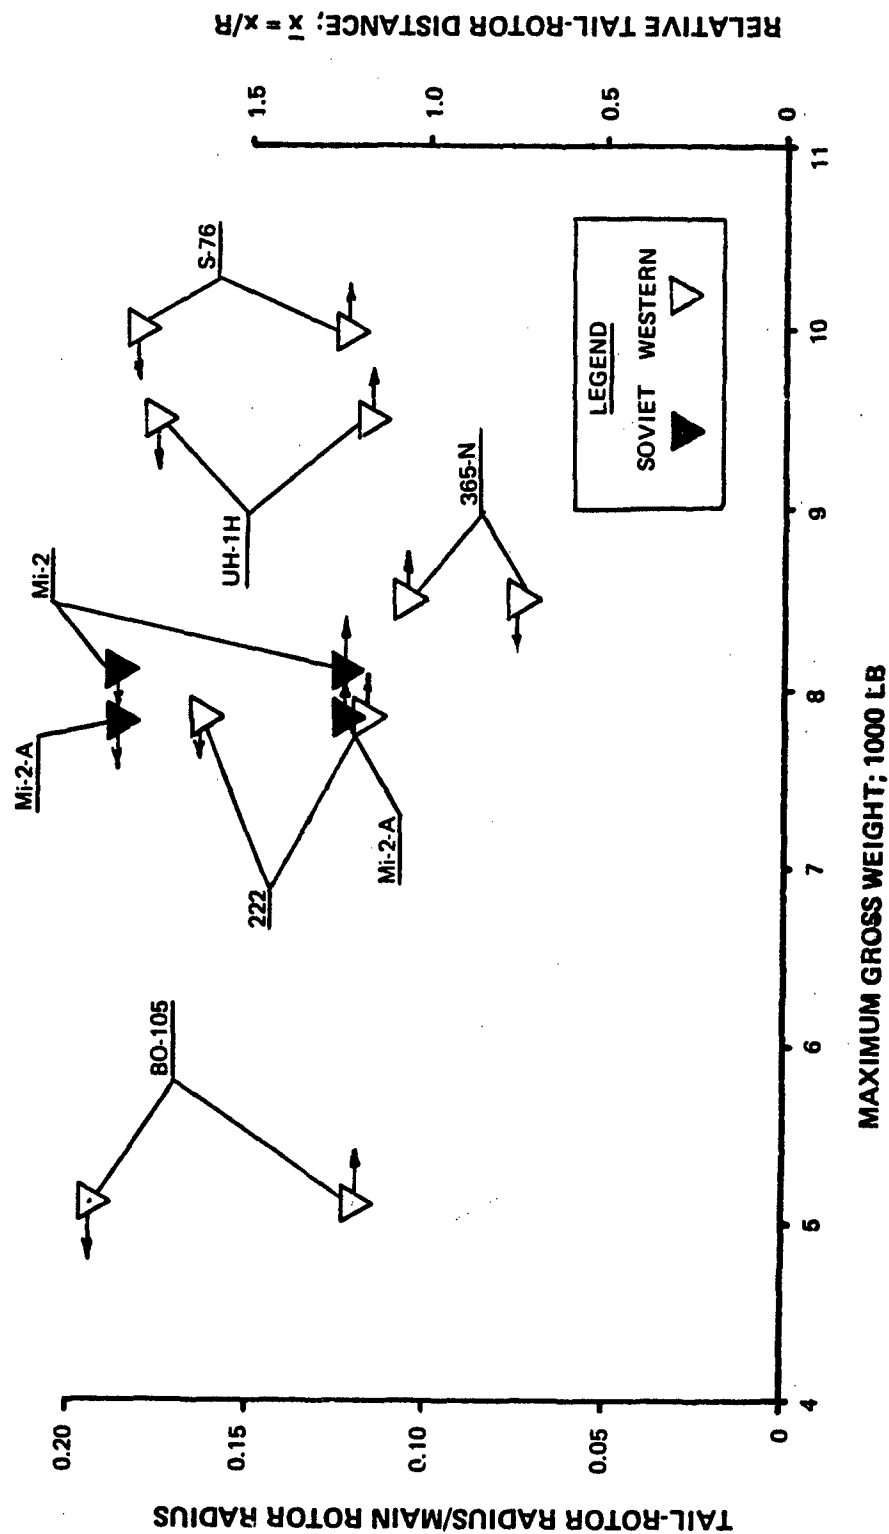 TAIL-ROTOR RADIUS/MAIN ROTOR RADIUS
0.20
0.15
0.10
0.05
0
RELATIVE TAIL-ROTOR DISTANCE; x̄ = x/R
1.5
1.0
0.5
0
Mi-2-A
Mi-2
S-76
UH-1H
BO-105
222
Mi-2-A
365-N
LEGEND
SOVIET WESTERN
4 5 6 7 8 9 10 11
MAXIMUM GROSS WEIGHT; 1000 LB